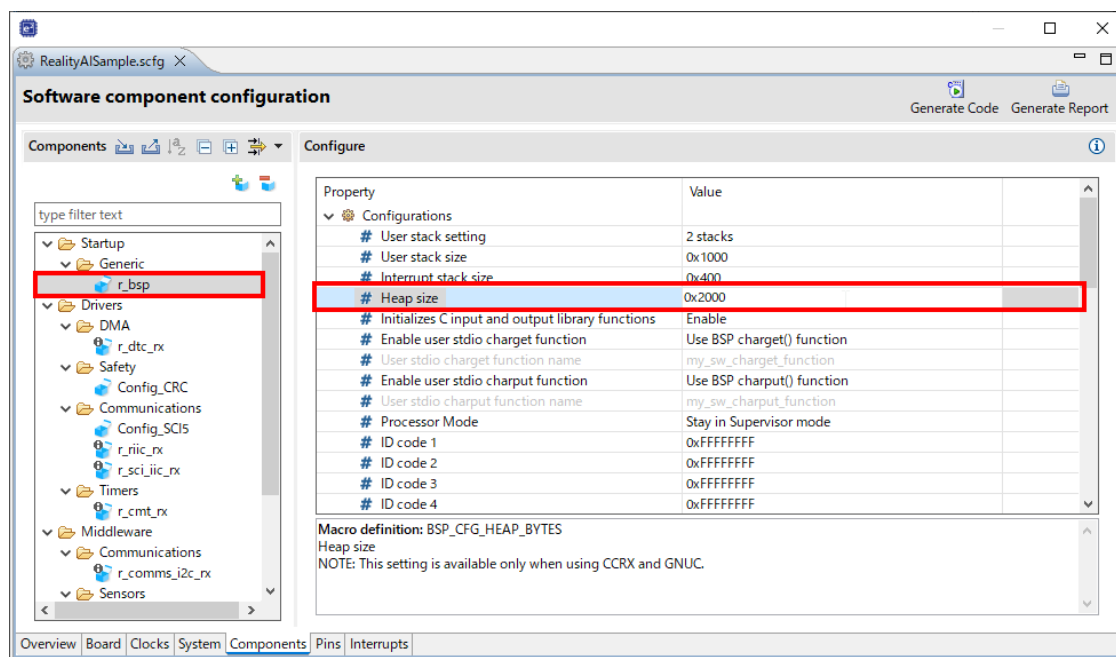 RealityAISample.scfg
Software component configuration
Generate Code Generate Report
Components
Configure
type filter text
Startup
Generic
r_bsp
Drivers
DMA
r_dtc_rx
Safety
Config_CRC
Communications
Config_SCI5
r_riic_rx
r_sci_iic_rx
Timers
r_cmt_rx
Middleware
Communications
r_comms_i2c_rx
Sensors
Property Value
Configurations
# User stack setting 2 stacks
# User stack size 0x1000
# Interrupt stack size 0x400
# Heap size 0x2000
# Initializes C input and output library functions Enable
# Enable user stdio charget function Use BSP charget() function
# User stdio charget function name my_sw_charget_function
# Enable user stdio charput function Use BSP charput() function
# User stdio charput function name my_sw_charput_function
# Processor Mode Stay in Supervisor mode
# ID code 1 0xFFFFFFFF
# ID code 2 0xFFFFFFFF
# ID code 3 0xFFFFFFFF
# ID code 4 0xFFFFFFFF
Macro definition: BSP_CFG_HEAP_BYTES
Heap size
NOTE: This setting is available only when using CCRX and GNUC.
Overview Board Clocks System Components Pins Interrupts